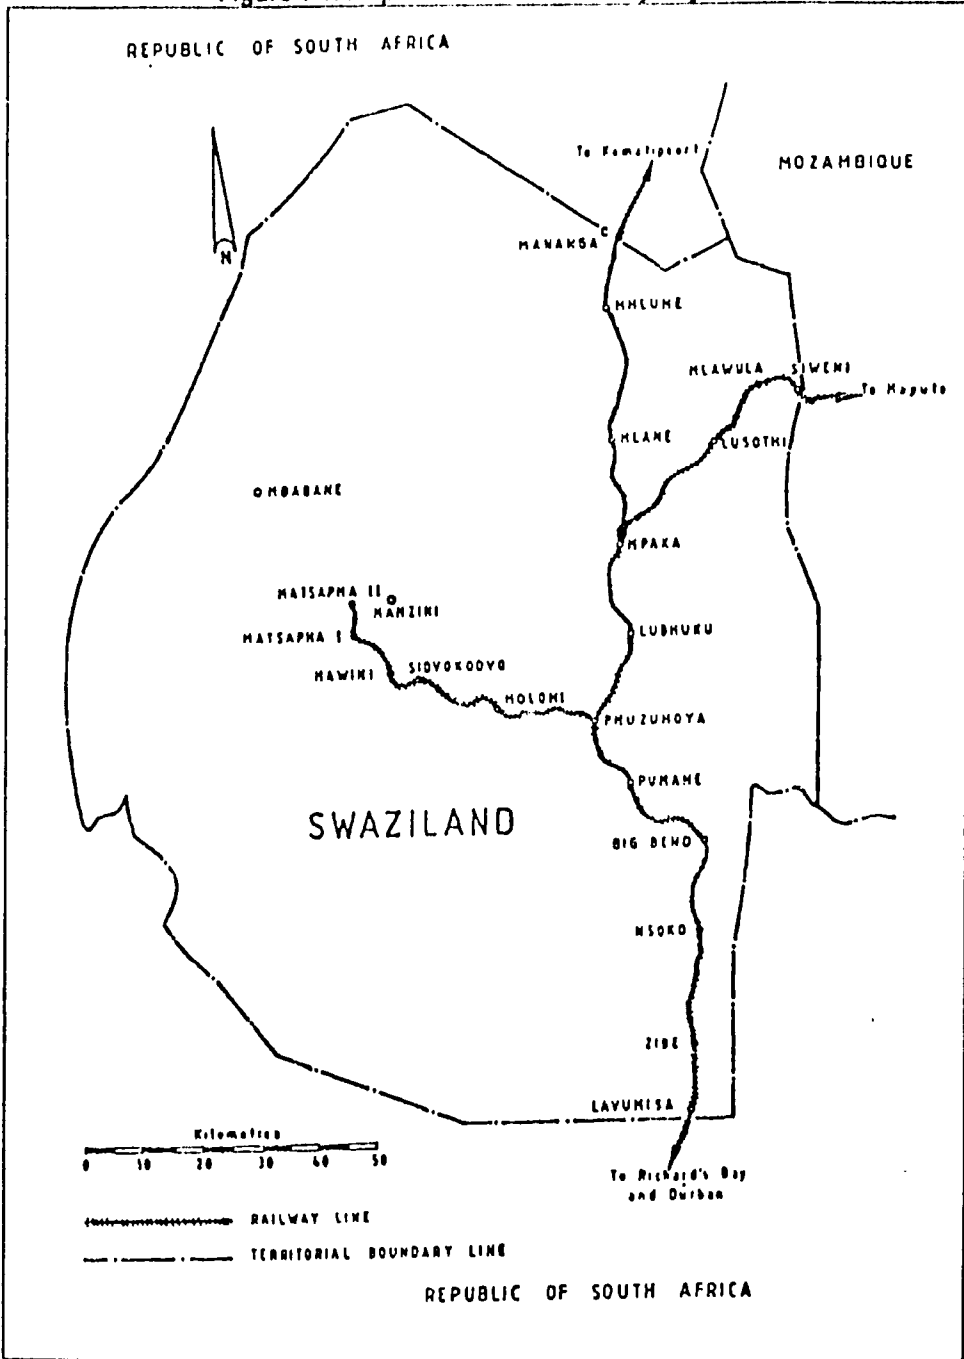 REPUBLIC OF SOUTH AFRICA
To Komatipoort
MOZAMBIQUE
MANANGA
N
MHLUME
MLAWULA
SIWENI
To Maputo
MLANE
LUSOTHI
MBABANE
MPAKA
MATSAPHA II
MANZINI
MATSAPHA I
LUBHUKU
SIDVOKODVO
MAWINI
MOLOMI
PHUZUMOYA
PUMANE
SWAZILAND
BIG BEND
NSOKO
ZIBE
LAVUMISA
Kilometres
0 10 20 30 40 50
To Richard's Bay
and Durban
RAILWAY LINE
TERRITORIAL BOUNDARY LINE
REPUBLIC OF SOUTH AFRICA